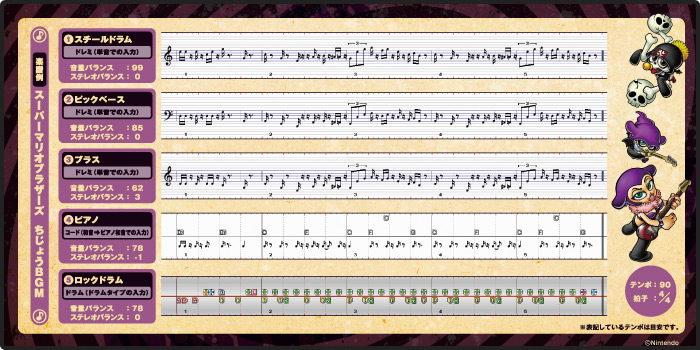 楽譜例
スーパーマリオブラザーズ ちじょうBGM
1 スチールドラム
ドレミ(単音での入力)
音量バランス :99
ステレオバランス: 0
2 ピックベース
ドレミ(単音での入力)
音量バランス :85
ステレオバランス: 0
3 ブラス
ドレミ(単音での入力)
音量バランス :62
ステレオバランス: 3
4 ピアノ
コード(和音→ピアノ和音での入力)
音量バランス :78
ステレオバランス: -1
5 ロックドラム
ドラム(ドラムタイプの入力)
音量バランス :78
ステレオバランス: 0
テンポ:90
拍子:4/4
※表記しているテンポは目安です。
©Nintendo